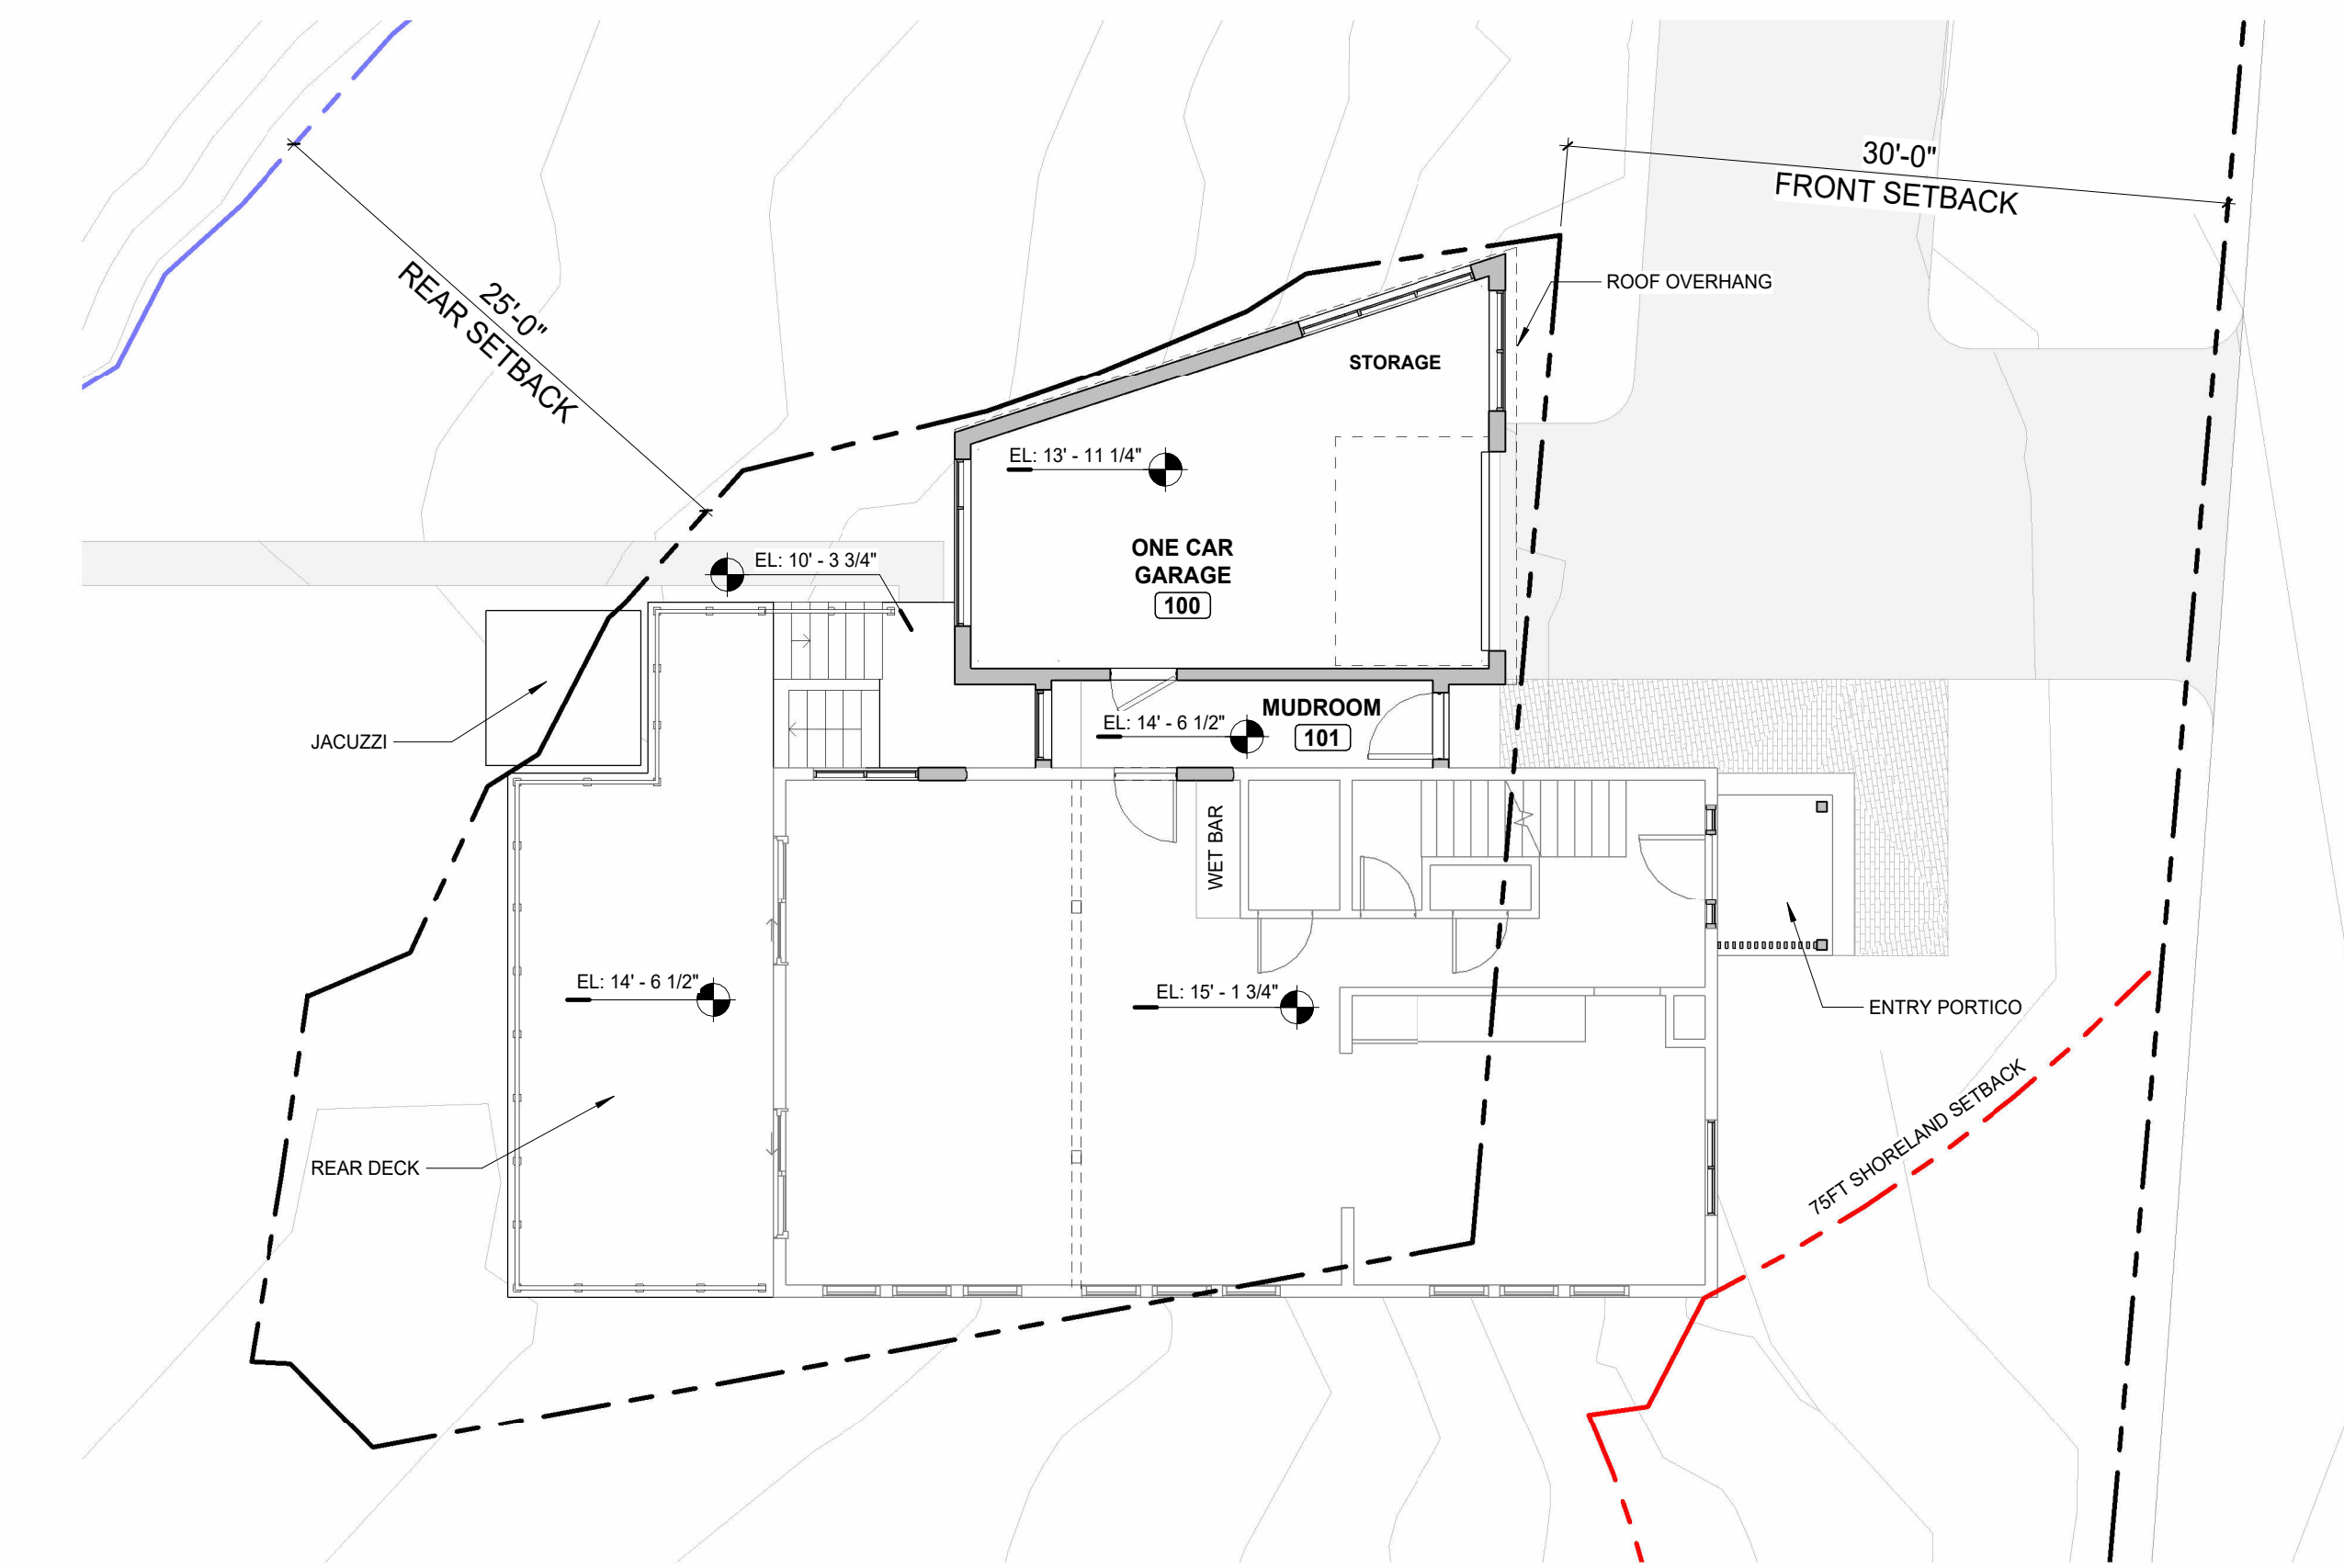 30'-0"
FRONT SETBACK
25'-0"
REAR SETBACK
ROOF OVERHANG
STORAGE
EL: 13' - 11 1/4"
ONE CAR
GARAGE
100
EL: 10' - 3 3/4"
JACUZZI
MUDROOM
101
EL: 14' - 6 1/2"
WET BAR
EL: 14' - 6 1/2"
EL: 15' - 1 3/4"
ENTRY PORTICO
75FT SHORELAND SETBACK
REAR DECK